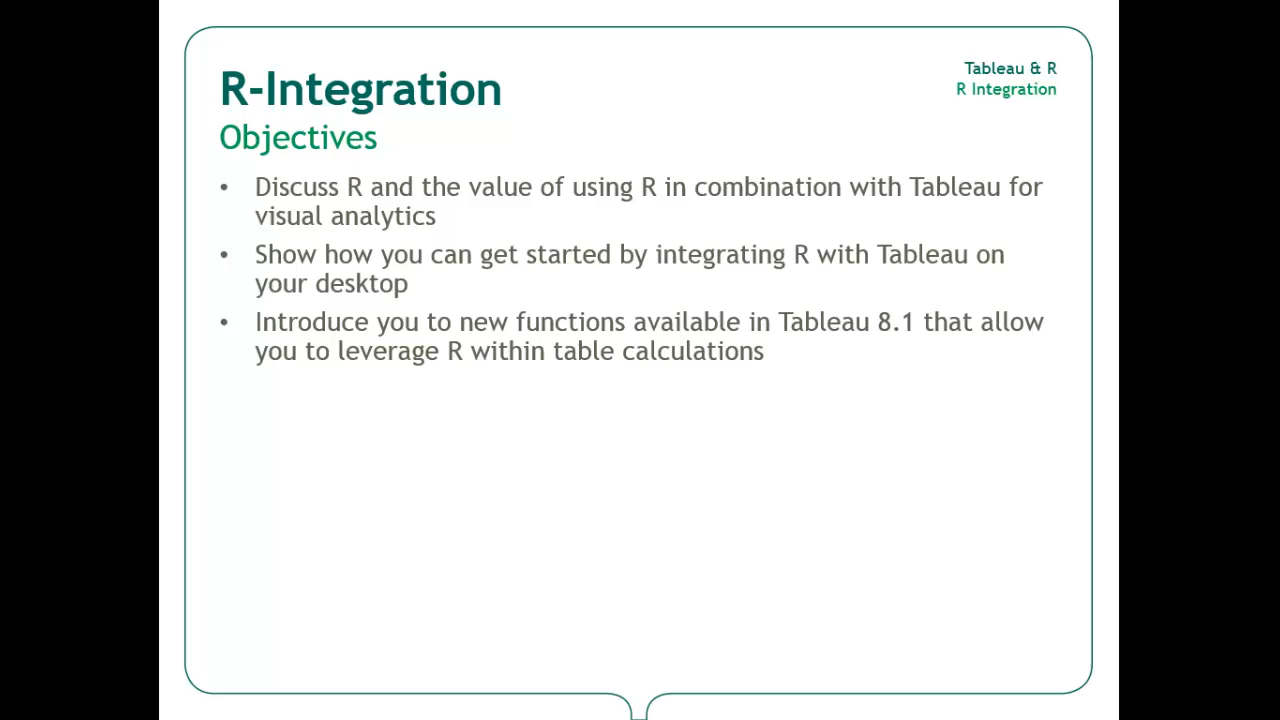 R-Integration
Tableau & R
R Integration
Objectives
• Discuss R and the value of using R in combination with Tableau for
visual analytics
• Show how you can get started by integrating R with Tableau on
your desktop
• Introduce you to new functions available in Tableau 8.1 that allow
you to leverage R within table calculations